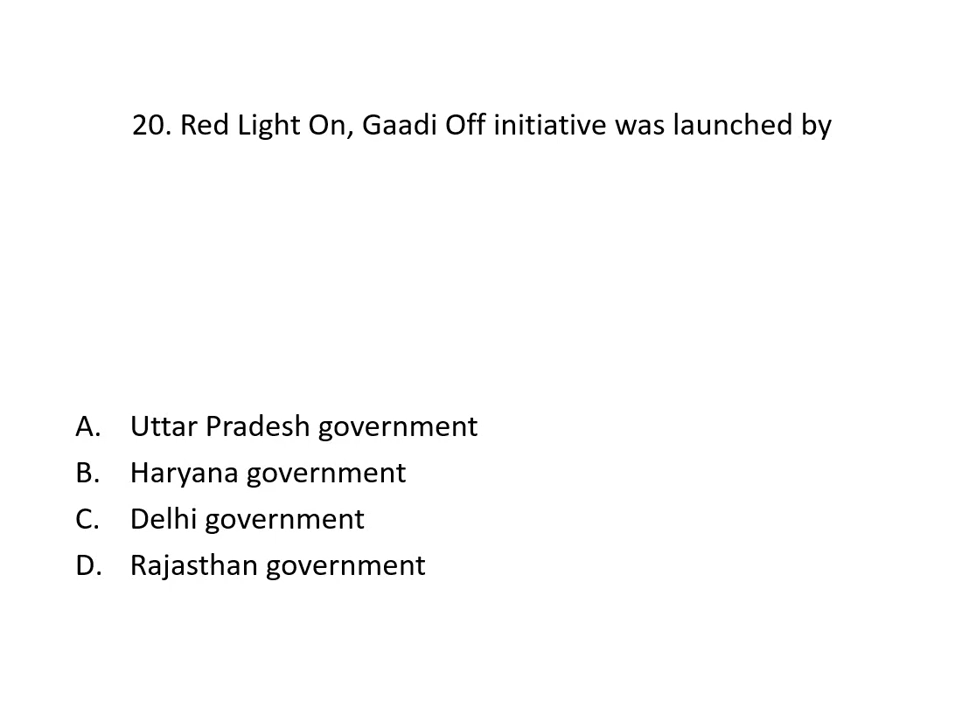 20. Red Light On, Gaadi Off initiative was launched by
A. Uttar Pradesh government
B. Haryana government
C. Delhi government
D. Rajasthan government